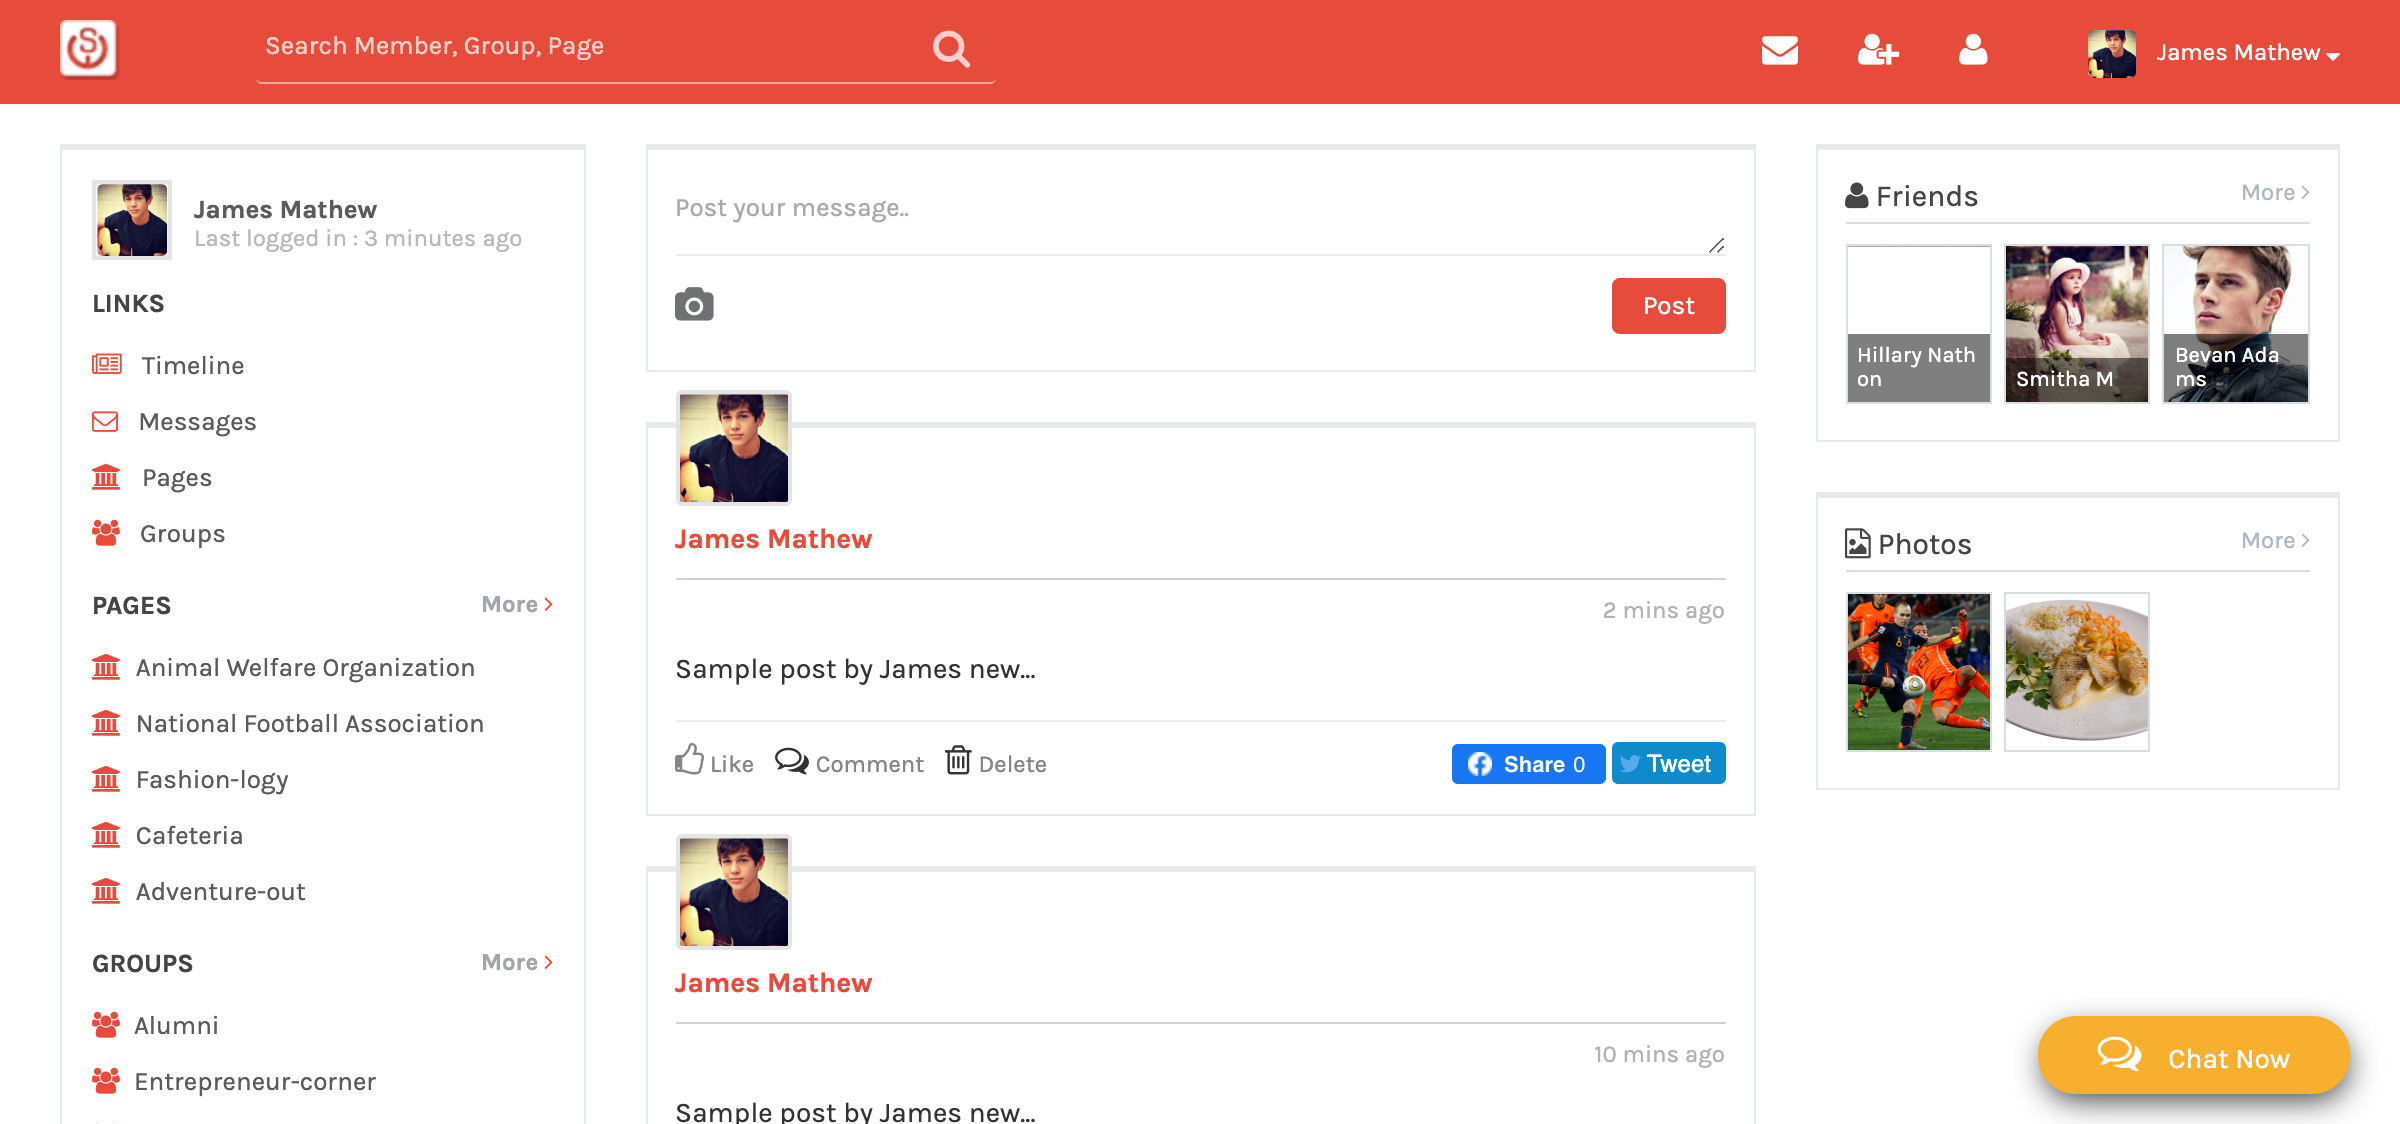 Search Member, Group, Page
James Mathew
James Mathew
Last logged in : 3 minutes ago
LINKS
Timeline
Messages
Pages
Groups
PAGES
More
Animal Welfare Organization
National Football Association
Fashion-logy
Cafeteria
Adventure-out
GROUPS
More
Alumni
Entrepreneur-corner
Post your message..
Post
James Mathew
2 mins ago
Sample post by James new...
Like
Comment
Delete
Share 0
Tweet
James Mathew
10 mins ago
Sample post by James new...
Friends
More
Hillary Nath
on
Smitha M
Bevan Ada
ms
Photos
More
Chat Now